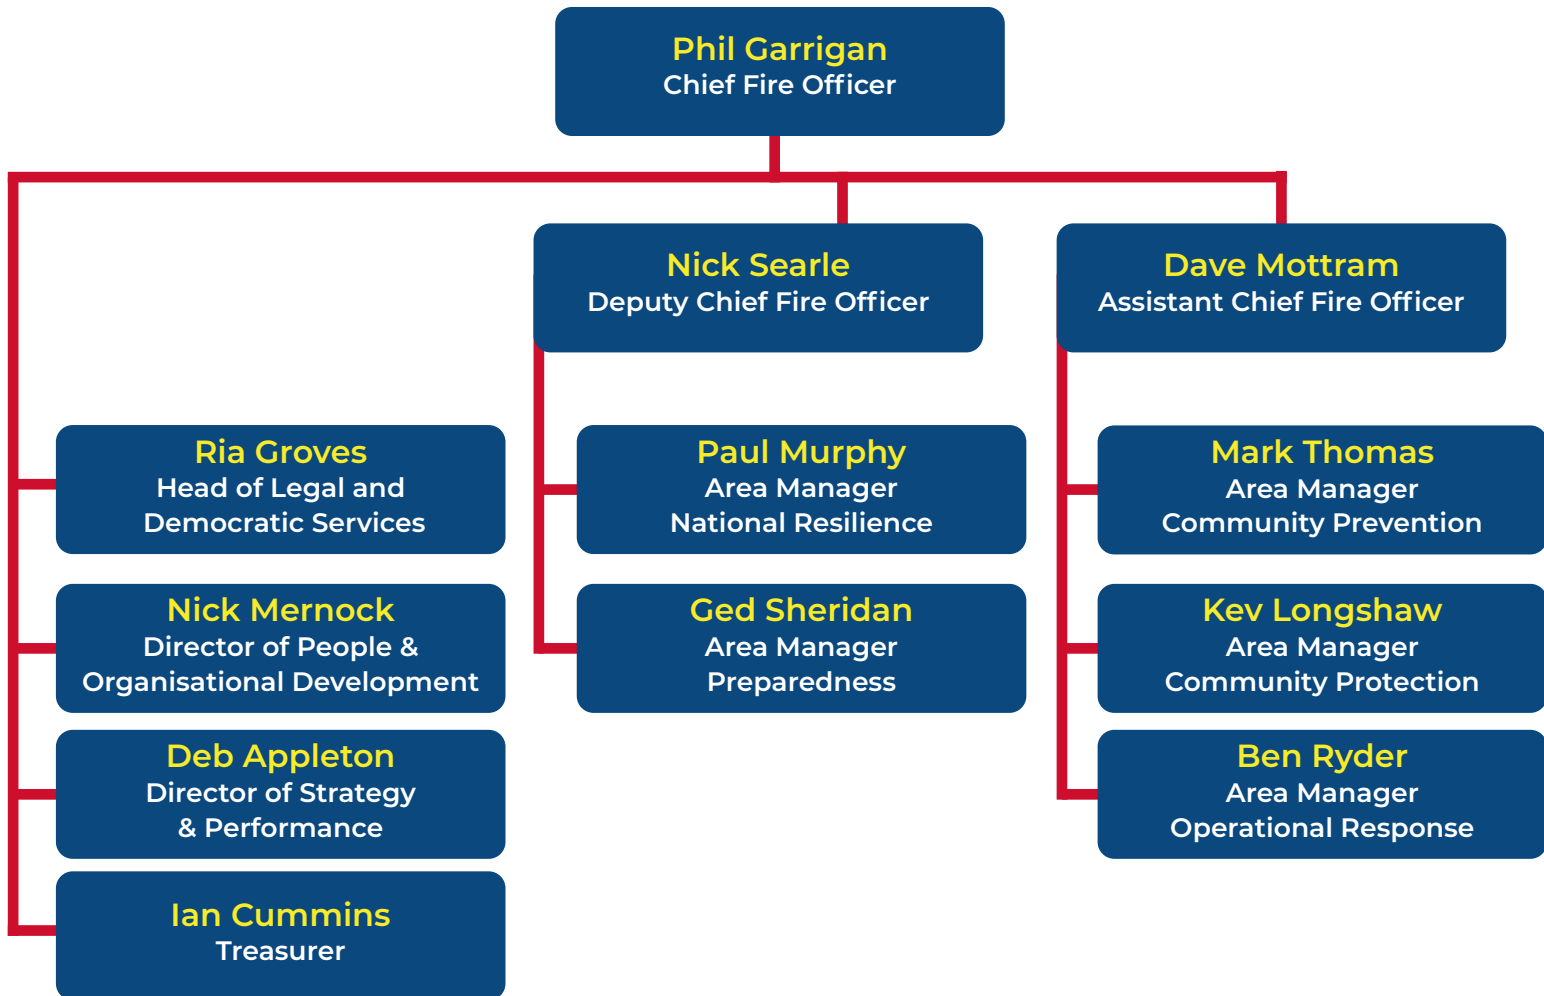 Phil Garrigan
Chief Fire Officer
Nick Searle
Deputy Chief Fire Officer
Dave Mottram
Assistant Chief Fire Officer
Ria Groves
Head of Legal and
Democratic Services
Nick Mernock
Director of People &
Organisational Development
Deb Appleton
Director of Strategy
& Performance
Ian Cummins
Treasurer
Paul Murphy
Area Manager
National Resilience
Ged Sheridan
Area Manager
Preparedness
Mark Thomas
Area Manager
Community Prevention
Kev Longshaw
Area Manager
Community Protection
Ben Ryder
Area Manager
Operational Response